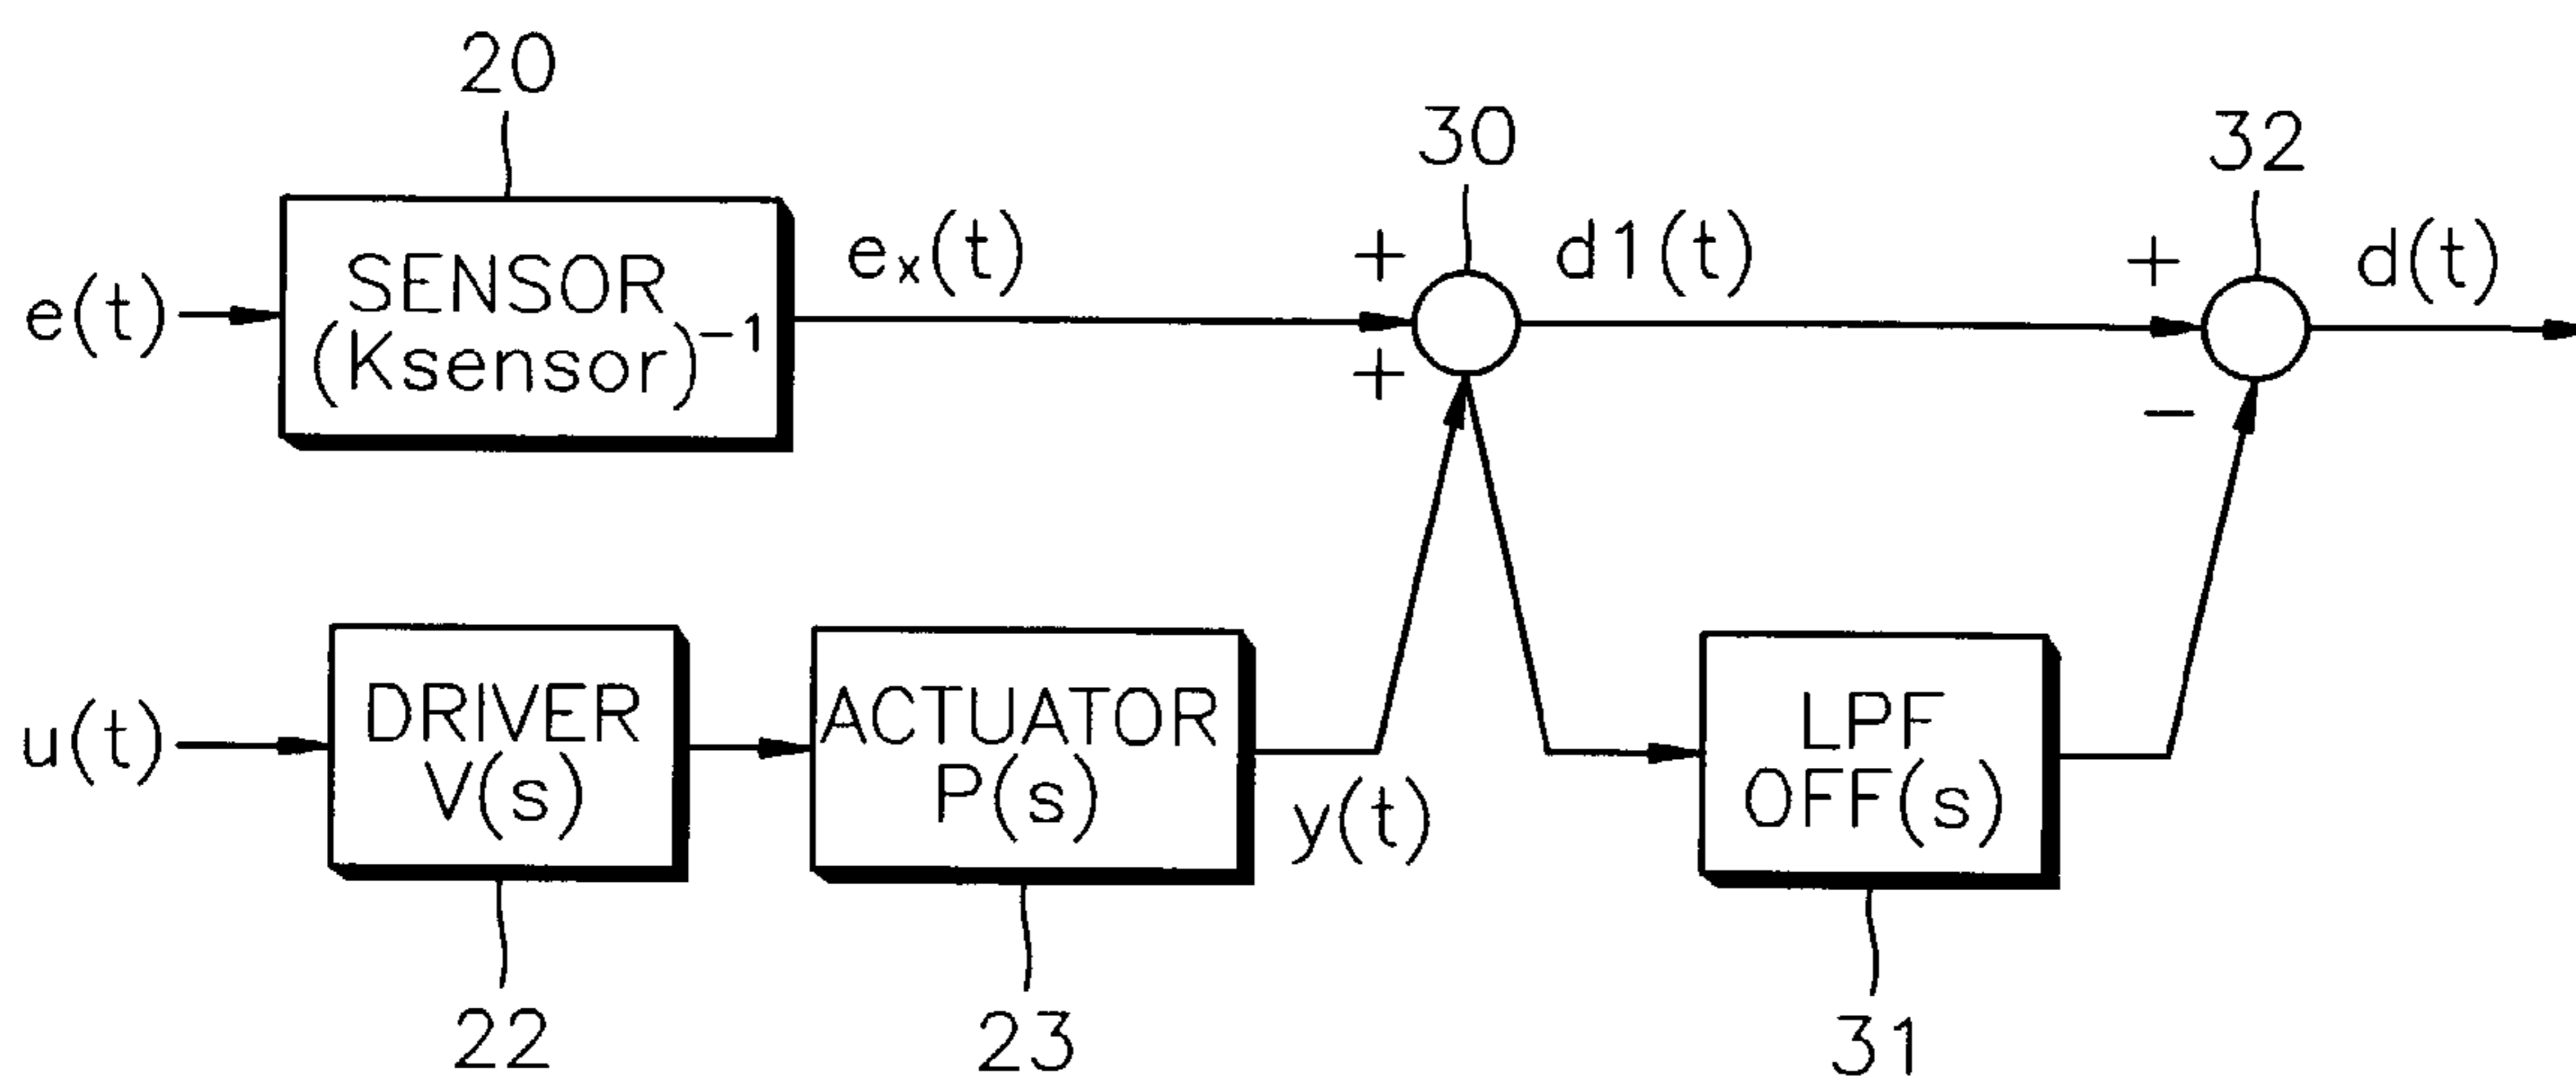 20
30
32
SENSOR
(Ksensor)⁻¹
e(t)
eₓ(t)
+
+
d1(t)
+
−
d(t)
u(t)
DRIVER
V(s)
ACTUATOR
P(s)
y(t)
LPF
OFF(s)
22
23
31